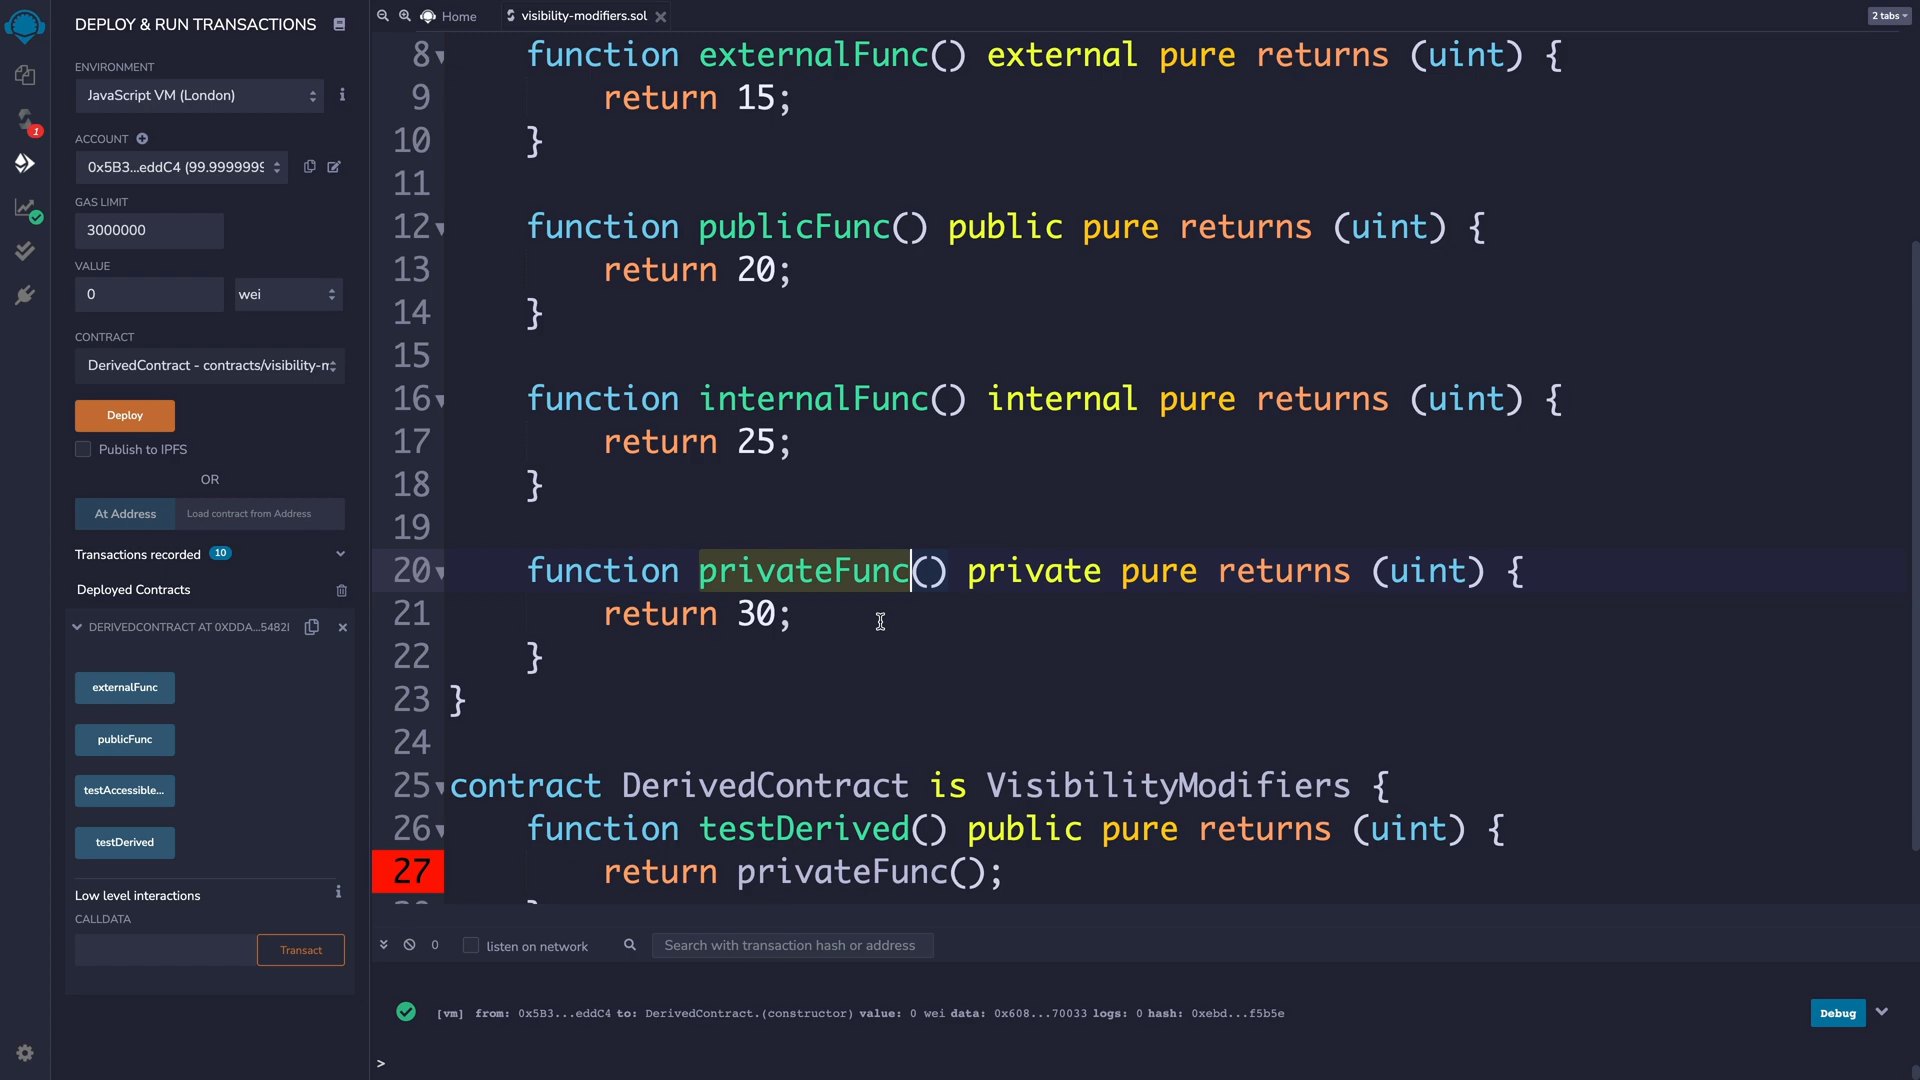 DEPLOY & RUN TRANSACTIONS
ENVIRONMENT
JavaScript VM (London)
ACCOUNT
0x5B3...eddC4 (99.9999999
GAS LIMIT
3000000
VALUE
0
wei
CONTRACT
DerivedContract - contracts/visibility-m
Deploy
Publish to IPFS
OR
At Address
Load contract from Address
Transactions recorded 10
Deployed Contracts
DERIVEDCONTRACT AT 0XDDA...5482I
externalFunc
publicFunc
testAccessible...
testDerived
Low level interactions
CALLDATA
Transact
1
Home
visibility-modifiers.sol
2 tabs
8 function externalFunc() external pure returns (uint) {
9 return 15;
10 }
11
12 function publicFunc() public pure returns (uint) {
13 return 20;
14 }
15
16 function internalFunc() internal pure returns (uint) {
17 return 25;
18 }
19
20 function privateFunc() private pure returns (uint) {
21 return 30;
22 }
23 }
24
25 contract DerivedContract is VisibilityModifiers {
26 function testDerived() public pure returns (uint) {
27 return privateFunc();
0
listen on network
Search with transaction hash or address
[vm] from: 0x5B3...eddC4 to: DerivedContract.(constructor) value: 0 wei data: 0x608...70033 logs: 0 hash: 0xebd...f5b5e
Debug
>